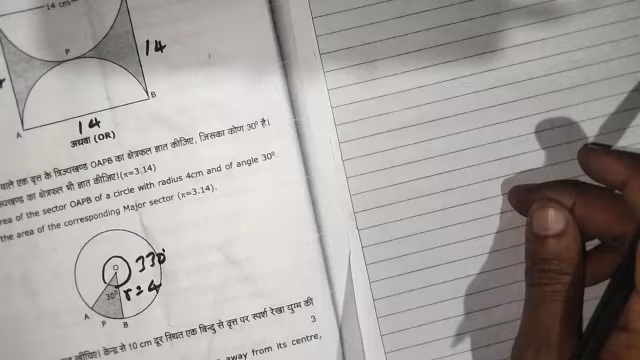 14 cm
P
14
A
B
14
अथवा (OR)
वाले एक वृत्त के त्रिज्यखण्ड OAPB का क्षेत्रफल ज्ञात कीजिए, जिसका कोण 30° है।
का क्षेत्रफल भी ज्ञात कीजिए।(π=3.14)
of the sector OAPB of a circle with radius 4cm and of angle 30°.
the area of the corresponding Major sector (π=3.14).
O
330°
30°
r=4
A P B
केन्द्र से 10 cm दूर स्थित एक बिन्दु से वृत्त पर स्पर्श रेखा युग्म की
3
away from its centre,